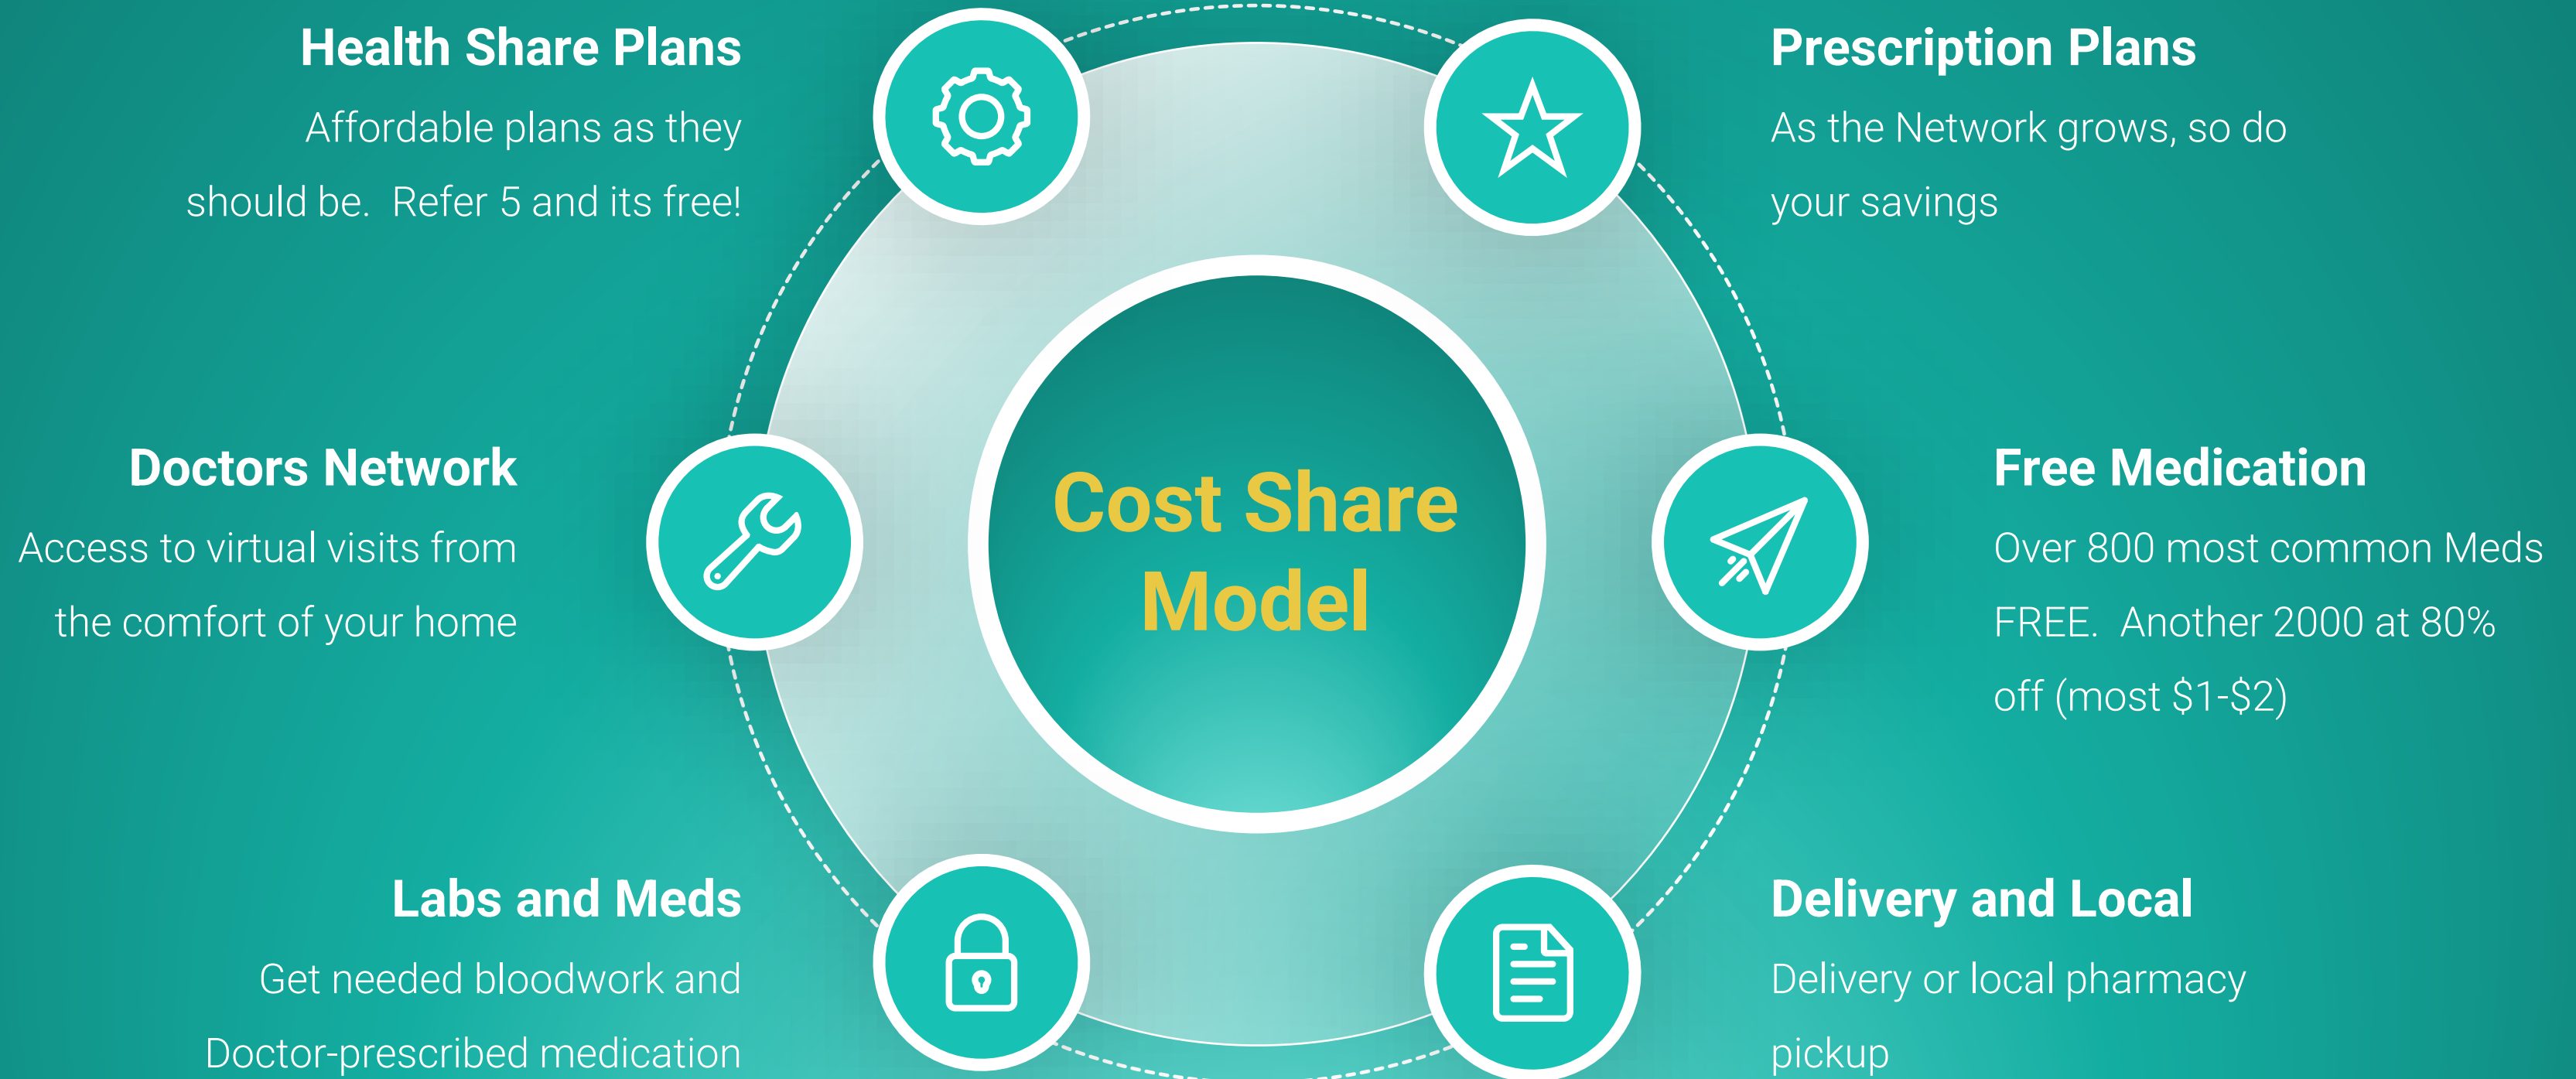 Health Share Plans
Affordable plans as they
should be.  Refer 5 and its free!
Prescription Plans
As the Network grows, so do
your savings
Doctors Network
Access to virtual visits from
the comfort of your home
Cost Share
Model
Free Medication
Over 800 most common Meds
FREE.  Another 2000 at 80%
off (most $1-$2)
Labs and Meds
Get needed bloodwork and
Doctor-prescribed medication
Delivery and Local
Delivery or local pharmacy
pickup